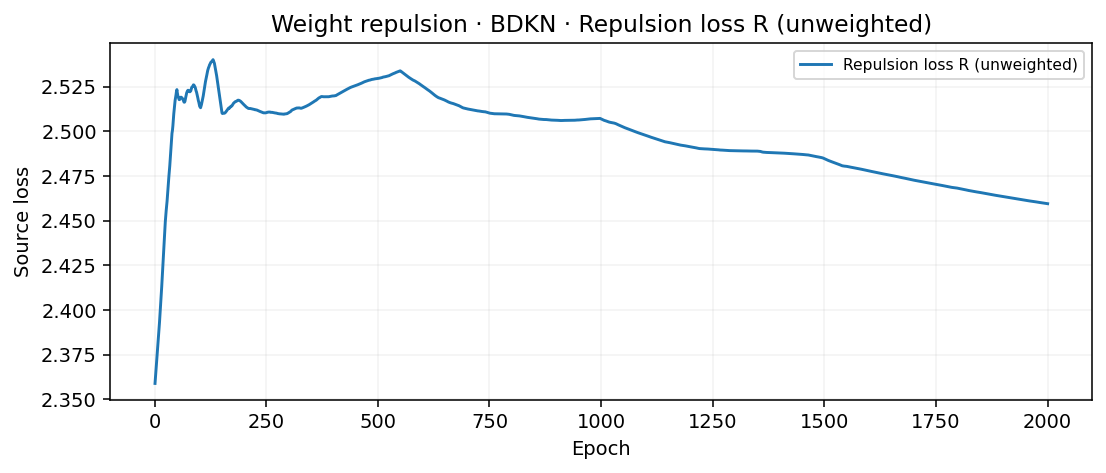 Weight repulsion · BDKN · Repulsion loss R (unweighted)
Repulsion loss R (unweighted)
Source loss
2.525
2.500
2.475
2.450
2.425
2.400
2.375
2.350
0 250 500 750 1000 1250 1500 1750 2000
Epoch